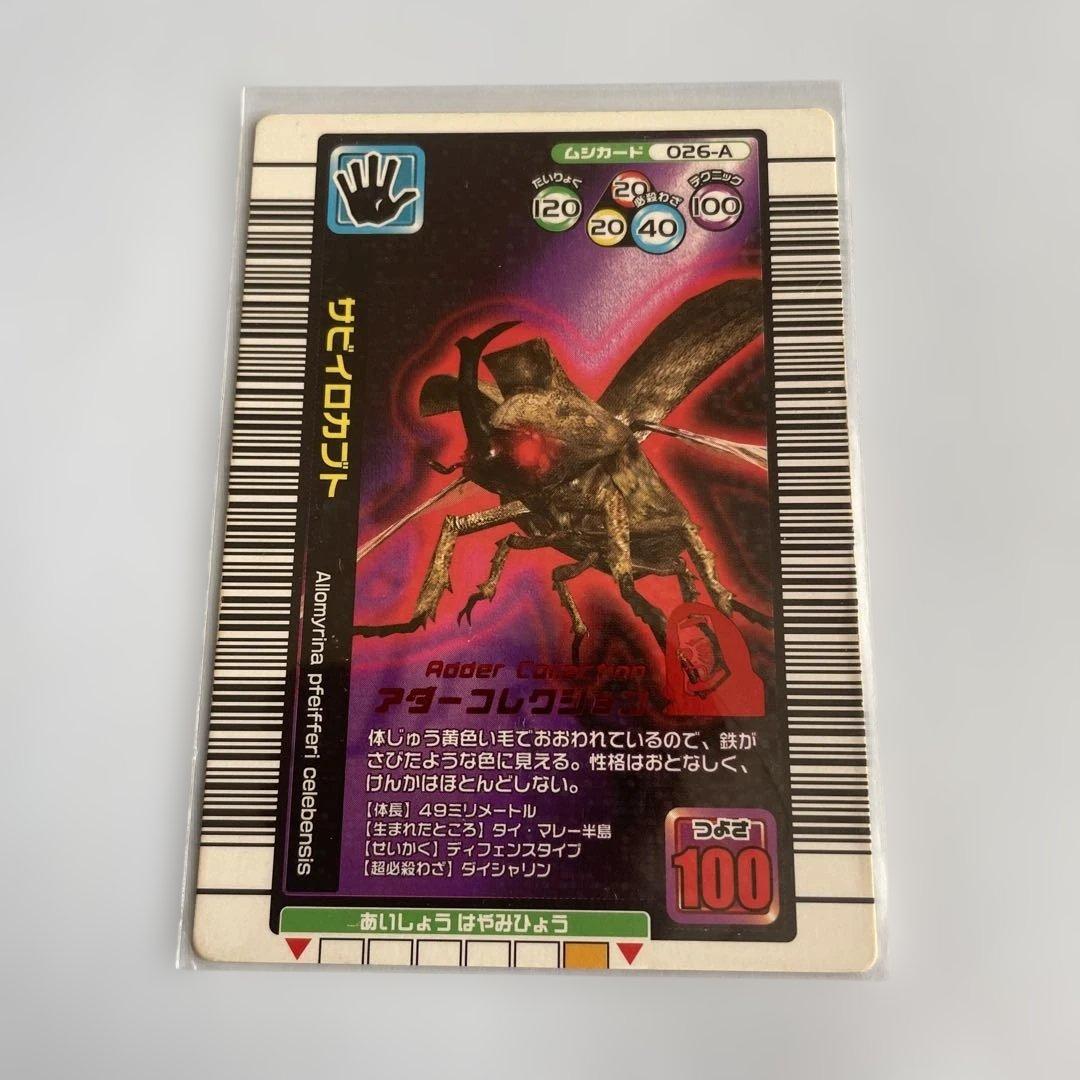 ムシカード 026-A
たいりょく
120
20
20
必殺わざ
40
テクニック
100
サビイロカブト
Allomyrina pfeifferi celebensis
Adder Collection
アダーコレクション
体じゅう黄色い毛でおおわれているので、鉄が
さびたような色に見える。性格はおとなしく、
けんかはほとんどしない。
【体長】49ミリメートル
【生まれたところ】タイ・マレー半島
【せいかく】ディフェンスタイプ
【超必殺わざ】ダイシャリン
つよさ
100
あいしょう はやみひょう